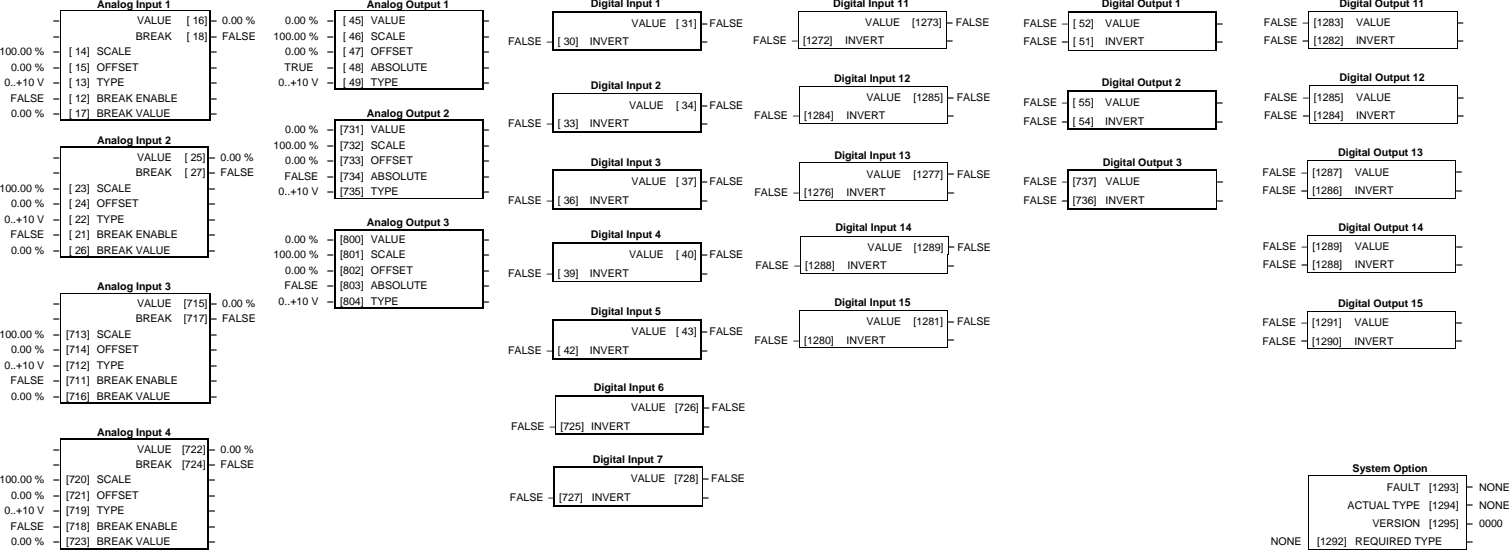 Analog Input 1
VALUE [ 16] 0.00 %
BREAK [ 18] FALSE
100.00 % [ 14] SCALE
0.00 % [ 15] OFFSET
0..+10 V [ 13] TYPE
FALSE [ 12] BREAK ENABLE
0.00 % [ 17] BREAK VALUE
Analog Input 2
VALUE [ 25] 0.00 %
BREAK [ 27] FALSE
100.00 % [ 23] SCALE
0.00 % [ 24] OFFSET
0..+10 V [ 22] TYPE
FALSE [ 21] BREAK ENABLE
0.00 % [ 26] BREAK VALUE
Analog Input 3
VALUE [715] 0.00 %
BREAK [717] FALSE
100.00 % [713] SCALE
0.00 % [714] OFFSET
0..+10 V [712] TYPE
FALSE [711] BREAK ENABLE
0.00 % [716] BREAK VALUE
Analog Input 4
VALUE [722] 0.00 %
BREAK [724] FALSE
100.00 % [720] SCALE
0.00 % [721] OFFSET
0..+10 V [719] TYPE
FALSE [718] BREAK ENABLE
0.00 % [723] BREAK VALUE
Analog Output 1
0.00 % [ 45] VALUE
100.00 % [ 46] SCALE
0.00 % [ 47] OFFSET
TRUE [ 48] ABSOLUTE
0..+10 V [ 49] TYPE
Analog Output 2
0.00 % [731] VALUE
100.00 % [732] SCALE
0.00 % [733] OFFSET
FALSE [734] ABSOLUTE
0..+10 V [735] TYPE
Analog Output 3
0.00 % [800] VALUE
100.00 % [801] SCALE
0.00 % [802] OFFSET
FALSE [803] ABSOLUTE
0..+10 V [804] TYPE
Digital Input 1
VALUE [ 31] FALSE
FALSE [ 30] INVERT
Digital Input 2
VALUE [ 34] FALSE
FALSE [ 33] INVERT
Digital Input 3
VALUE [ 37] FALSE
FALSE [ 36] INVERT
Digital Input 4
VALUE [ 40] FALSE
FALSE [ 39] INVERT
Digital Input 5
VALUE [ 43] FALSE
FALSE [ 42] INVERT
Digital Input 6
VALUE [726] FALSE
FALSE [725] INVERT
Digital Input 7
VALUE [728] FALSE
FALSE [727] INVERT
Digital Input 11
VALUE [1273] FALSE
FALSE [1272] INVERT
Digital Input 12
VALUE [1285] FALSE
FALSE [1284] INVERT
Digital Input 13
VALUE [1277] FALSE
FALSE [1276] INVERT
Digital Input 14
VALUE [1289] FALSE
FALSE [1288] INVERT
Digital Input 15
VALUE [1281] FALSE
FALSE [1280] INVERT
Digital Output 1
FALSE [ 52] VALUE
FALSE [ 51] INVERT
Digital Output 2
FALSE [ 55] VALUE
FALSE [ 54] INVERT
Digital Output 3
FALSE [737] VALUE
FALSE [736] INVERT
Digital Output 11
FALSE [1283] VALUE
FALSE [1282] INVERT
Digital Output 12
FALSE [1285] VALUE
FALSE [1284] INVERT
Digital Output 13
FALSE [1287] VALUE
FALSE [1286] INVERT
Digital Output 14
FALSE [1289] VALUE
FALSE [1288] INVERT
Digital Output 15
FALSE [1291] VALUE
FALSE [1290] INVERT
System Option
FAULT [1293] NONE
ACTUAL TYPE [1294] NONE
VERSION [1295] 0000
NONE [1292] REQUIRED TYPE